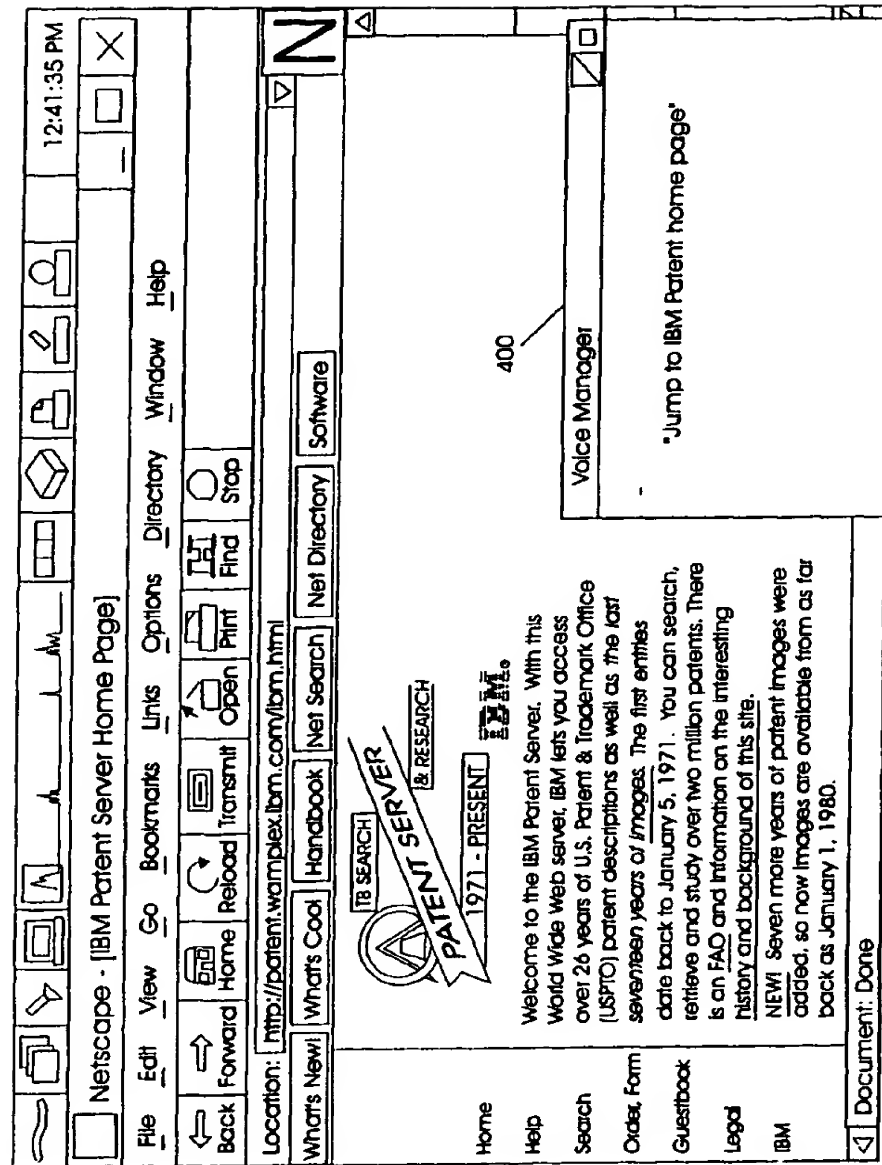 12:41:35 PM
Netscape - [IBM Patent Server Home Page]
File Edit View Go Bookmarks Links Options Directory Window Help
Back Forward Home Reload Transmit Open Print Find Stop
Location: http://patent.wamplex.ibm.com/ibm.html
N
What's New! What's Cool Handbook Net Search Net Directory Software
TB SEARCH
& RESEARCH
PATENT SERVER
1971 - PRESENT
IBM
Home
Help
Search
Order, Form
Guestbook
Legal
IBM
Welcome to the IBM Patent Server. With this
World Wide Web server, IBM lets you access
over 26 years of U.S. Patent & Trademark Office
(USPTO) patent descriptions as well as the last
seventeen years of images. The first entries
date back to January 5, 1971. You can search,
retrieve and study over two million patents. There
is an FAQ and information on the interesting
history and background of this site.
NEW! Seven more years of patent images were
added, so now images are available from as far
back as January 1, 1980.
400
Voice Manager
"Jump to IBM Patent home page"
Document: Done